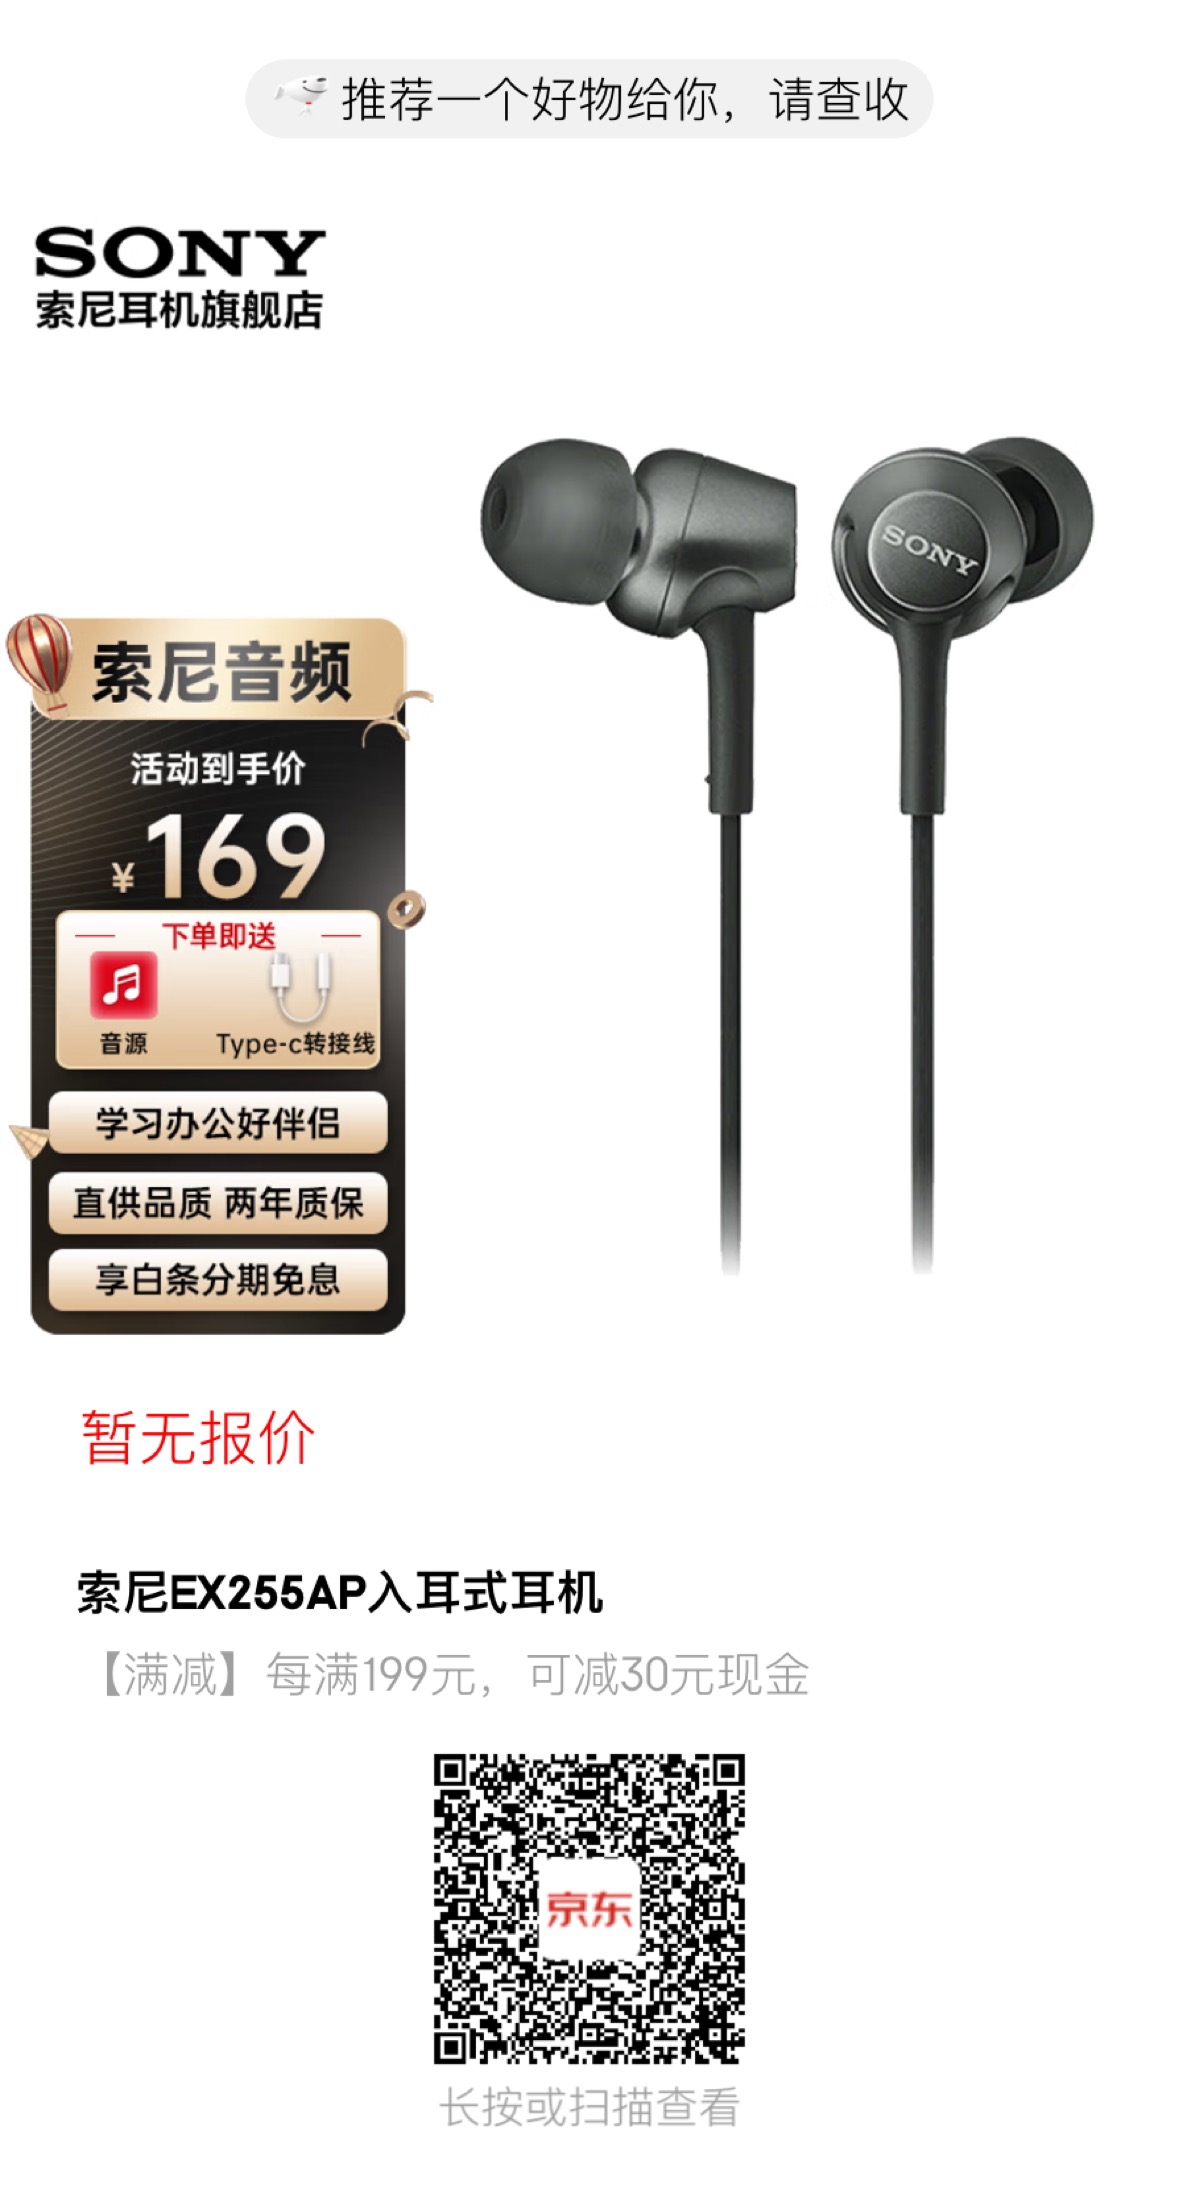 推荐一个好物给你，请查收
SONY
索尼耳机旗舰店
SONY
索尼音频
活动到手价
¥169
下单即送
音源 Type-c转接线
学习办公好伴侣
直供品质 两年质保
享白条分期免息
暂无报价
索尼EX255AP入耳式耳机
【满减】每满199元，可减30元现金
京东
长按或扫描查看